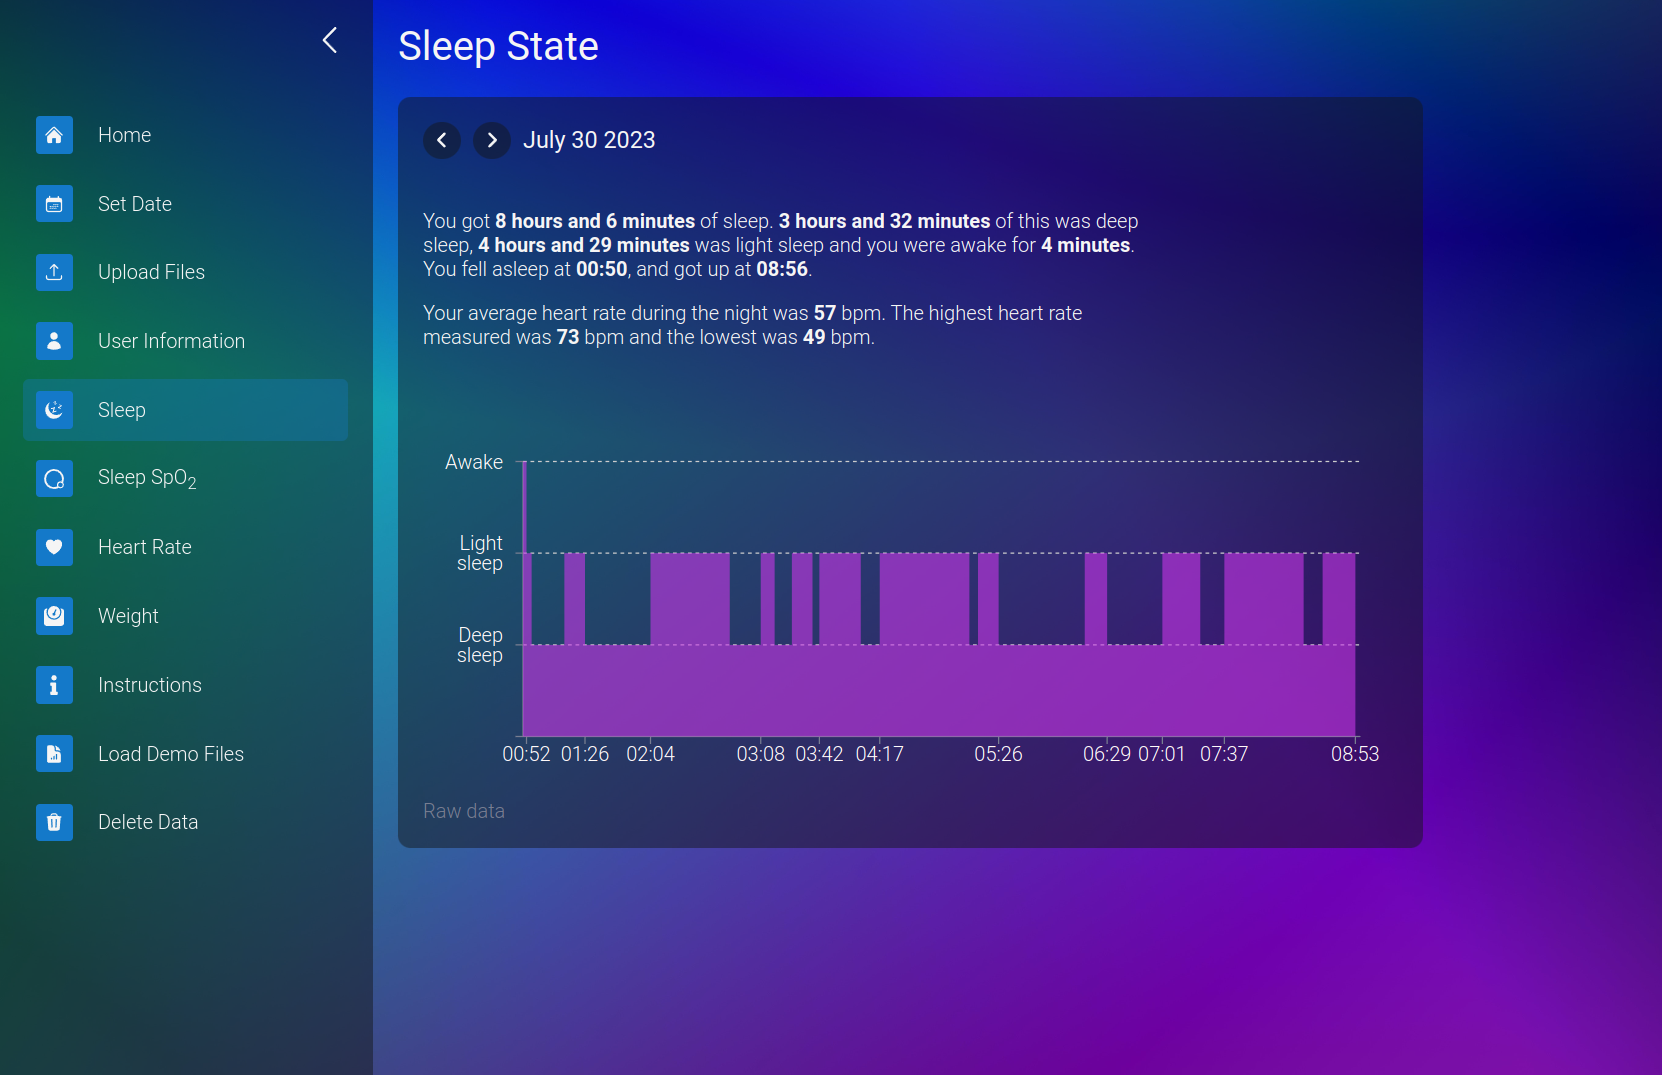 Sleep State
Home
Set Date
Upload Files
User Information
Sleep
Sleep SpO₂
Heart Rate
Weight
Instructions
Load Demo Files
Delete Data
July 30 2023
You got 8 hours and 6 minutes of sleep. 3 hours and 32 minutes of this was deep
sleep, 4 hours and 29 minutes was light sleep and you were awake for 4 minutes.
You fell asleep at 00:50, and got up at 08:56.
Your average heart rate during the night was 57 bpm. The highest heart rate
measured was 73 bpm and the lowest was 49 bpm.
Awake
Light
sleep
Deep
sleep
00:52 01:26 02:04 03:08 03:42 04:17 05:26 06:29 07:01 07:37 08:53
Raw data